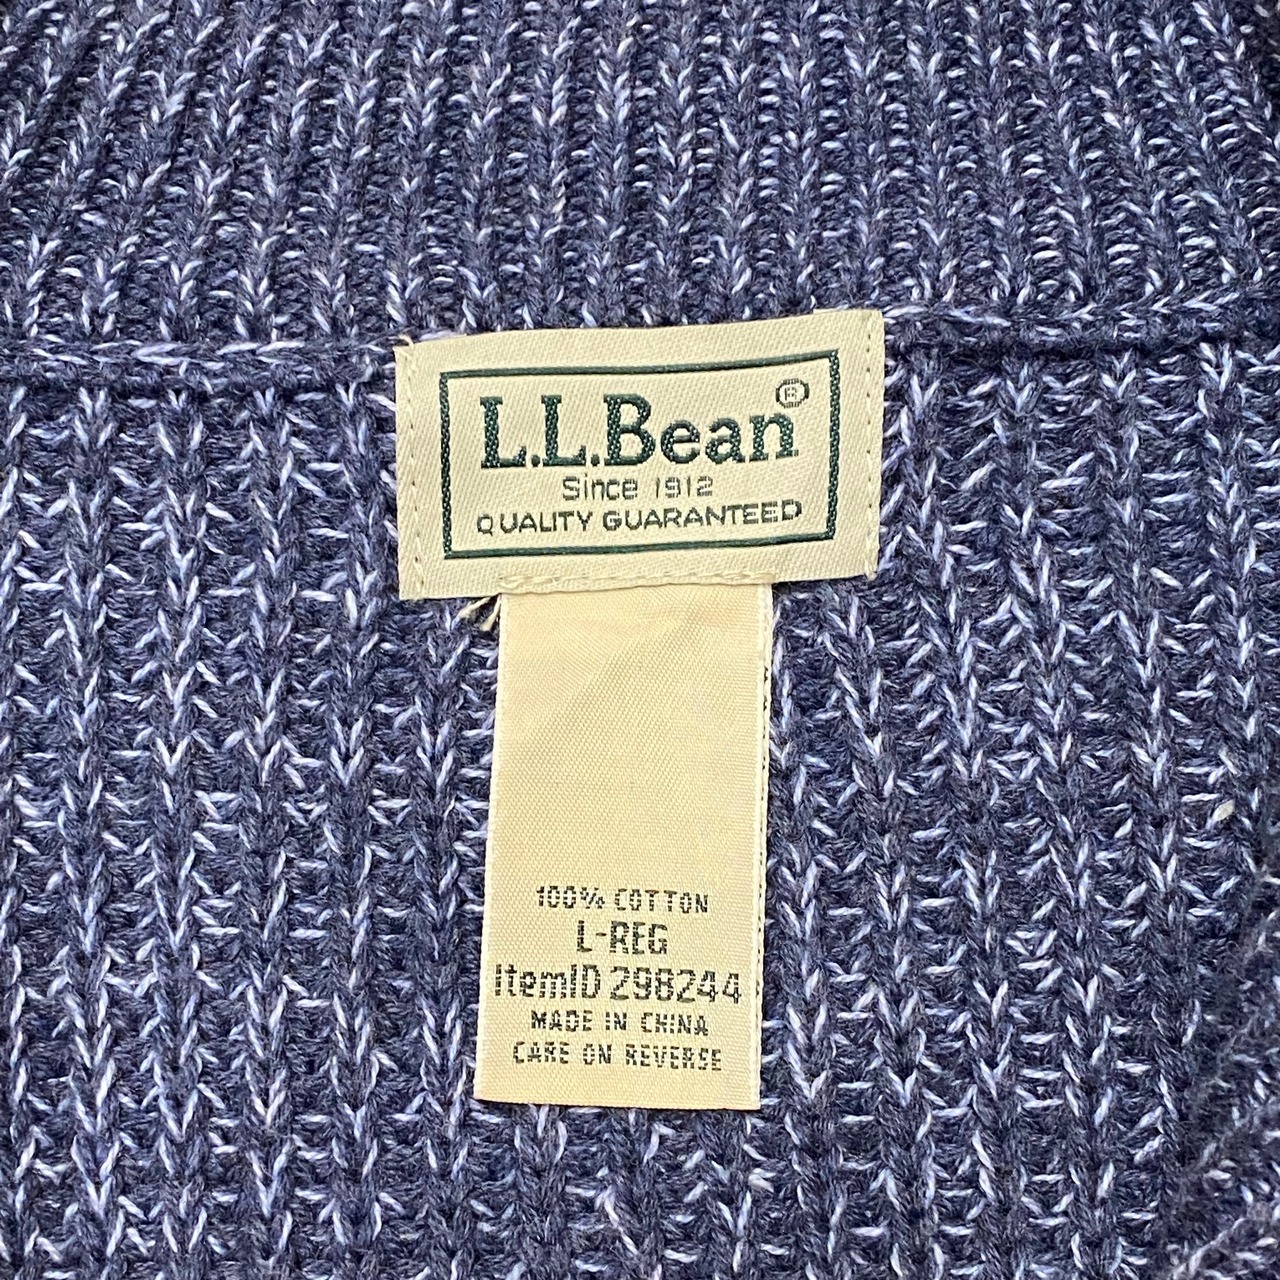 L.L.Bean®
Since 1912
QUALITY GUARANTEED
100% COTTON
L-REG
ItemID 298244
MADE IN CHINA
CARE ON REVERSE